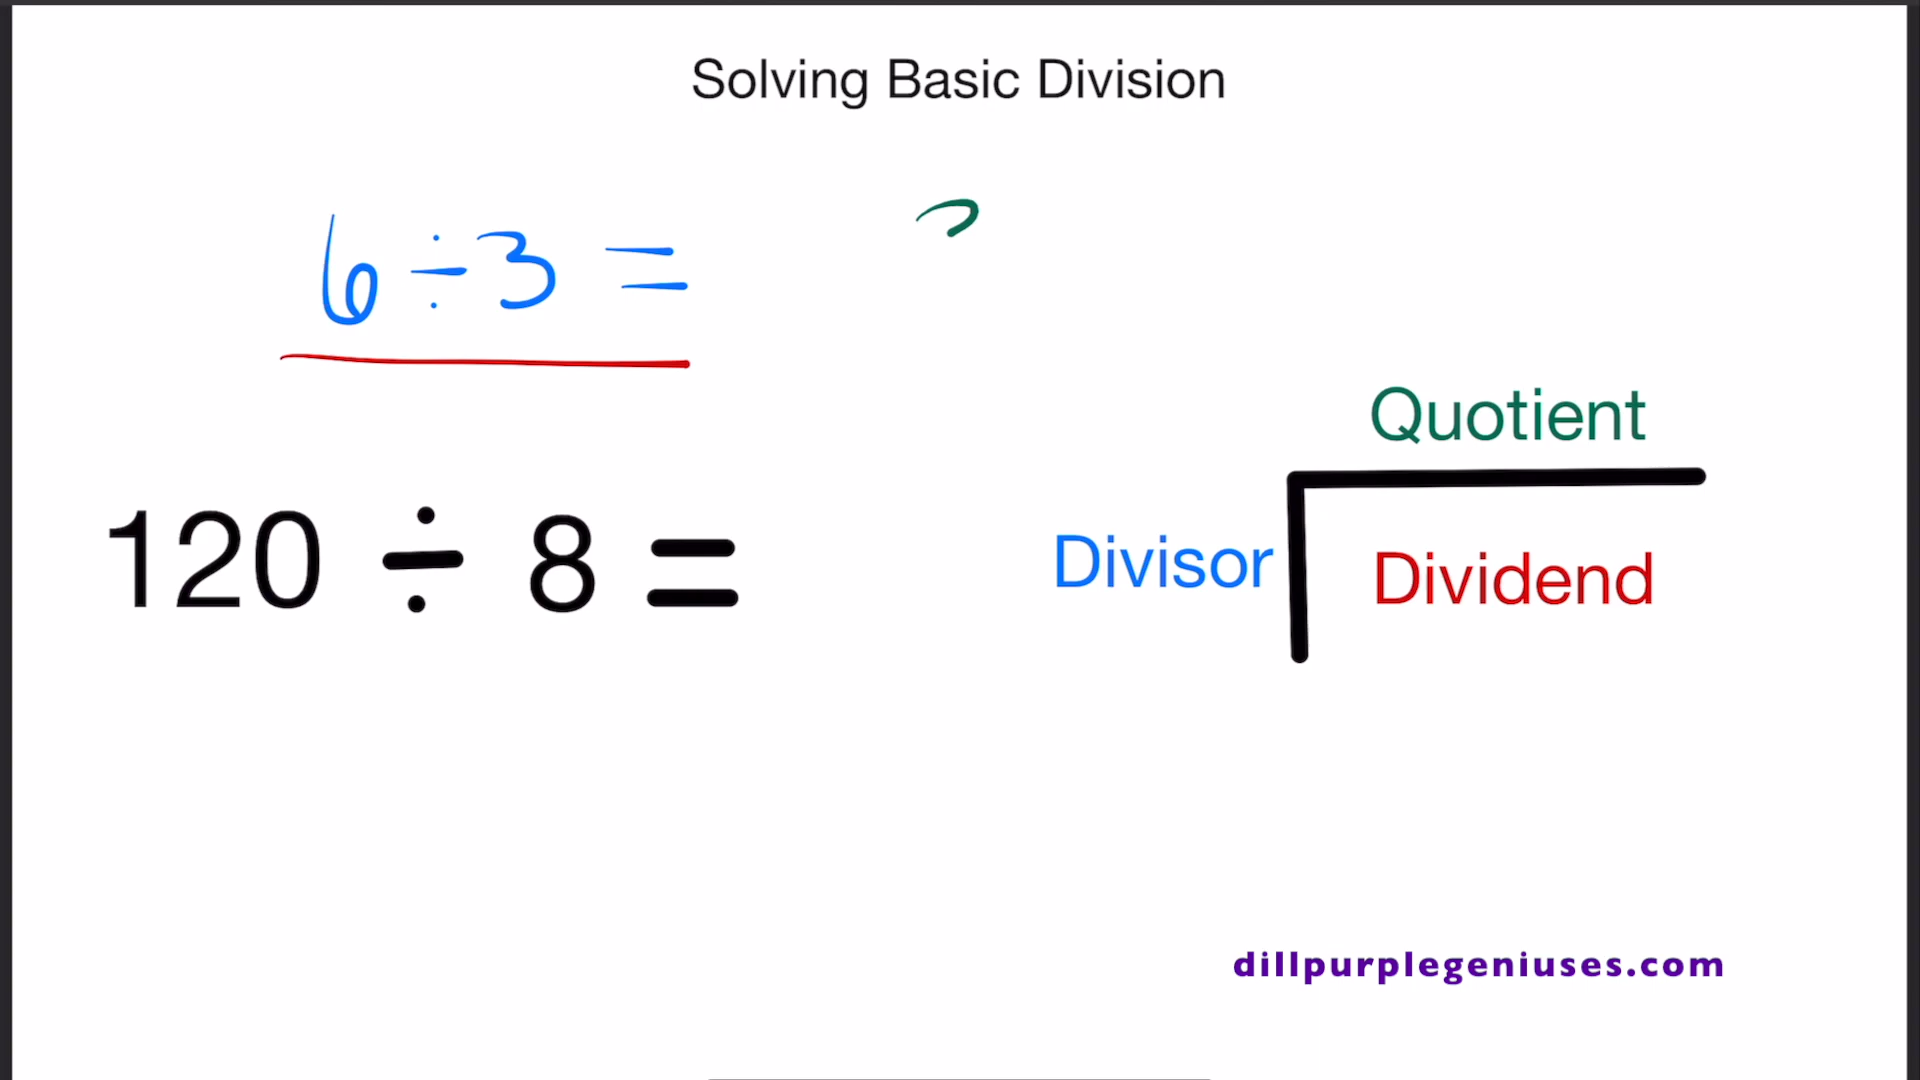 Solving Basic Division
6 ÷ 3 =
Quotient
120 ÷ 8 =
Divisor
Dividend
dillpurplegeniuses.com